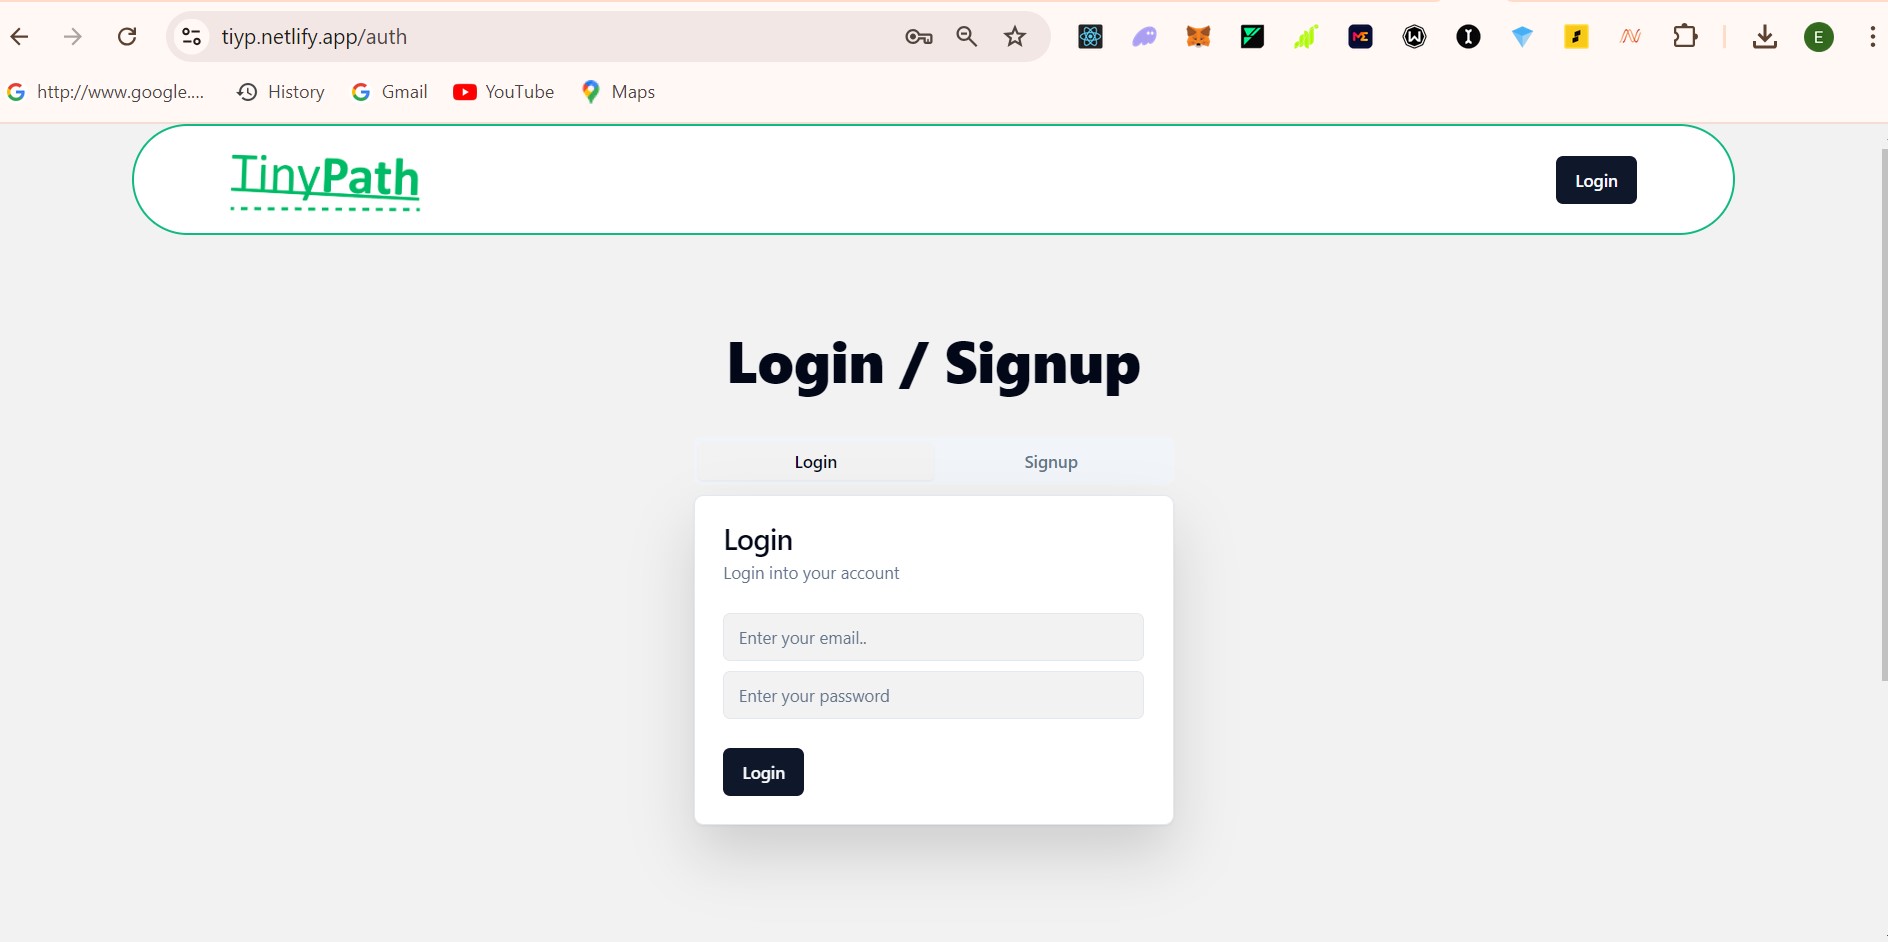 tiyp.netlify.app/auth
E
http://www.google.... History Gmail YouTube Maps
TinyPath
Login
Login / Signup
Login Signup
Login
Login into your account
Enter your email..
Enter your password
Login